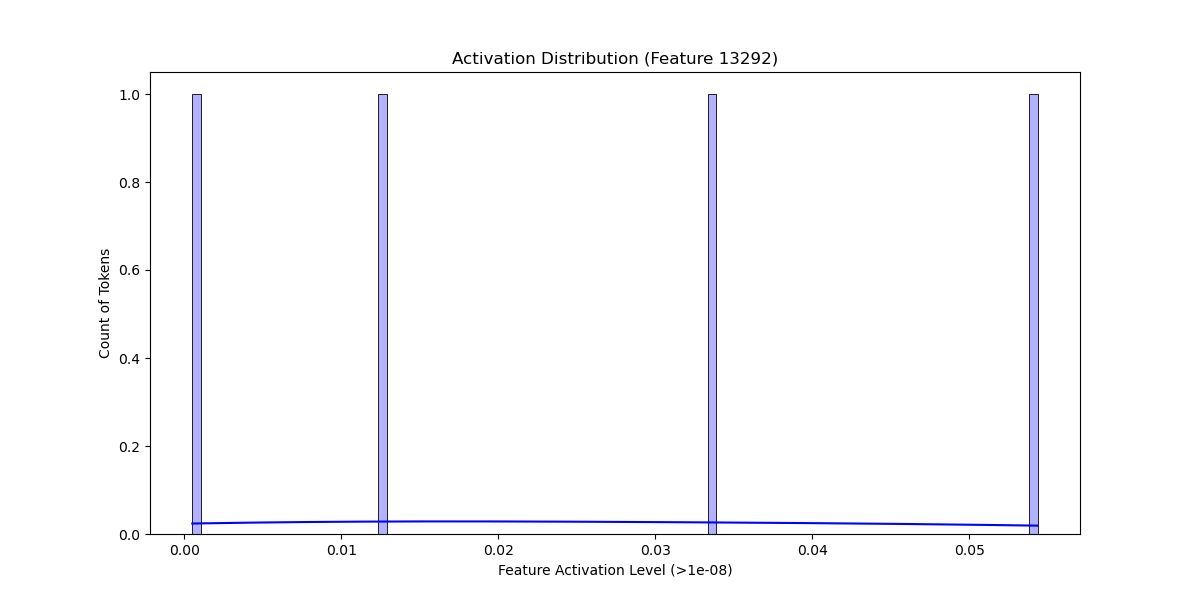 Activation Distribution (Feature 13292)
Count of Tokens
1.0
0.8
0.6
0.4
0.2
0.0
0.00 0.01 0.02 0.03 0.04 0.05
Feature Activation Level (>1e-08)